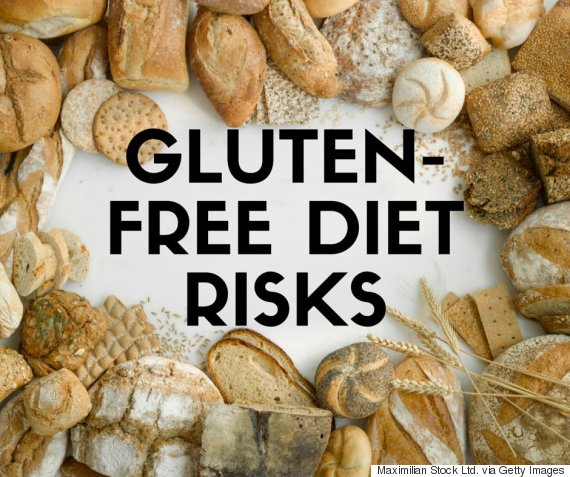 GLUTEN-
FREE DIET
RISKS
Maximilian Stock Ltd. via Getty Images